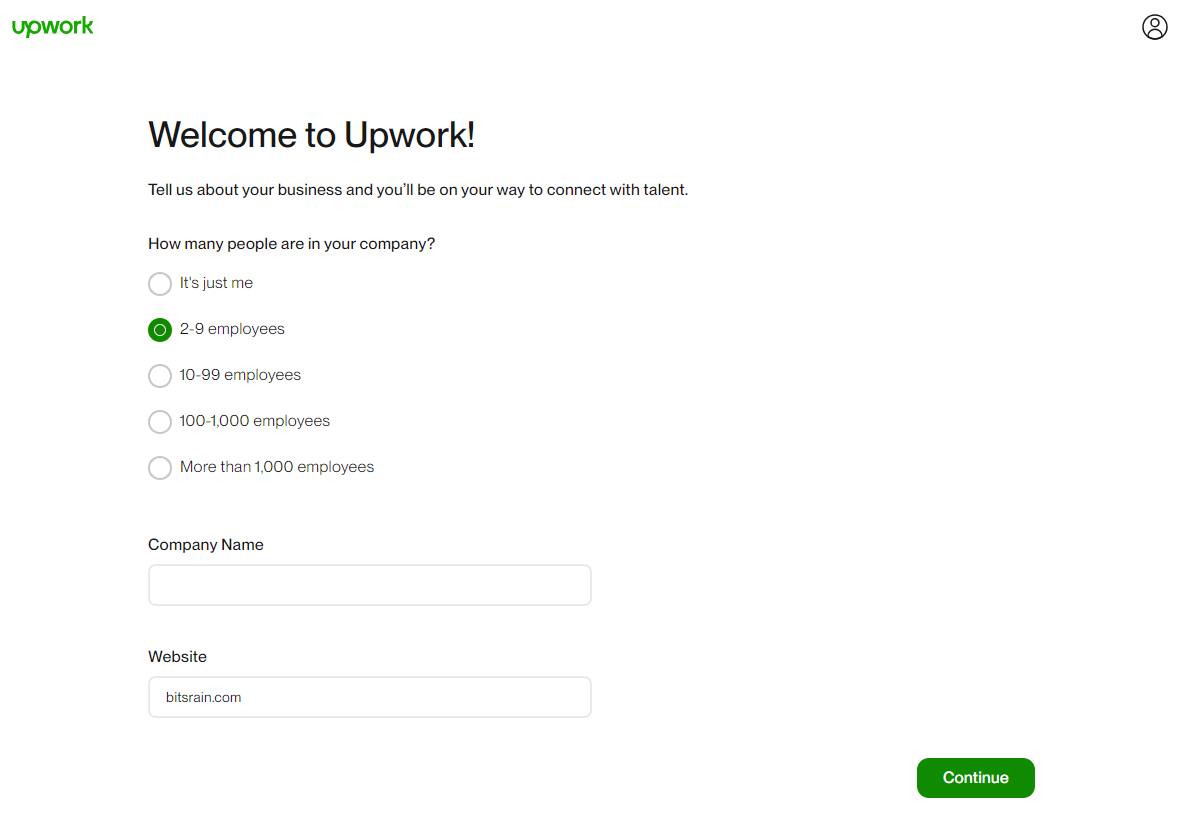 upwork
Welcome to Upwork!
Tell us about your business and you’ll be on your way to connect with talent.
How many people are in your company?
It's just me
2-9 employees
10-99 employees
100-1,000 employees
More than 1,000 employees
Company Name
Website
bitsrain.com
Continue